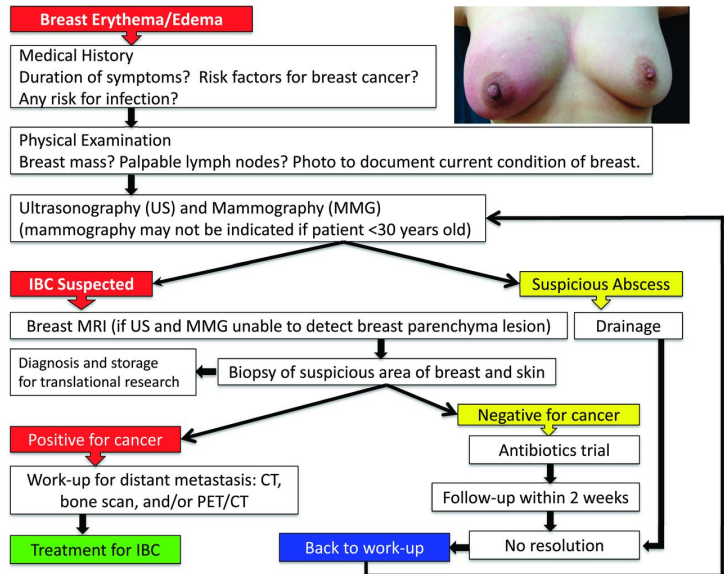 Breast Erythema/Edema
Medical History
Duration of symptoms?  Risk factors for breast cancer?
Any risk for infection?
Physical Examination
Breast mass? Palpable lymph nodes? Photo to document current condition of breast.
Ultrasonography (US) and Mammography (MMG)
(mammography may not be indicated if patient <30 years old)
IBC Suspected
Suspicious Abscess
Breast MRI (if US and MMG unable to detect breast parenchyma lesion)
Drainage
Diagnosis and storage
for translational research
Biopsy of suspicious area of breast and skin
Negative for cancer
Positive for cancer
Antibiotics trial
Work-up for distant metastasis: CT,
bone scan, and/or PET/CT
Follow-up within 2 weeks
Treatment for IBC
Back to work-up
No resolution